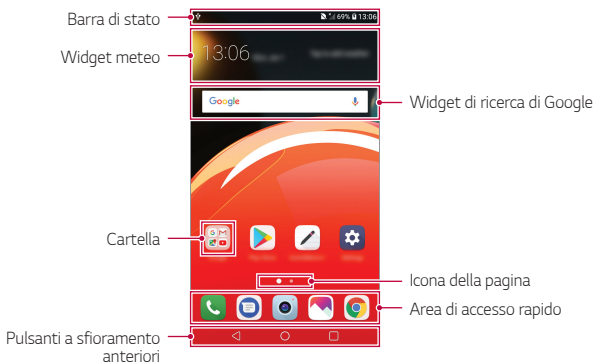 Barra di stato
69% 13:06
Widget meteo
13:06
Google
Widget di ricerca di Google
Cartella
Icona della pagina
Area di accesso rapido
Pulsanti a sfioramento
anteriori